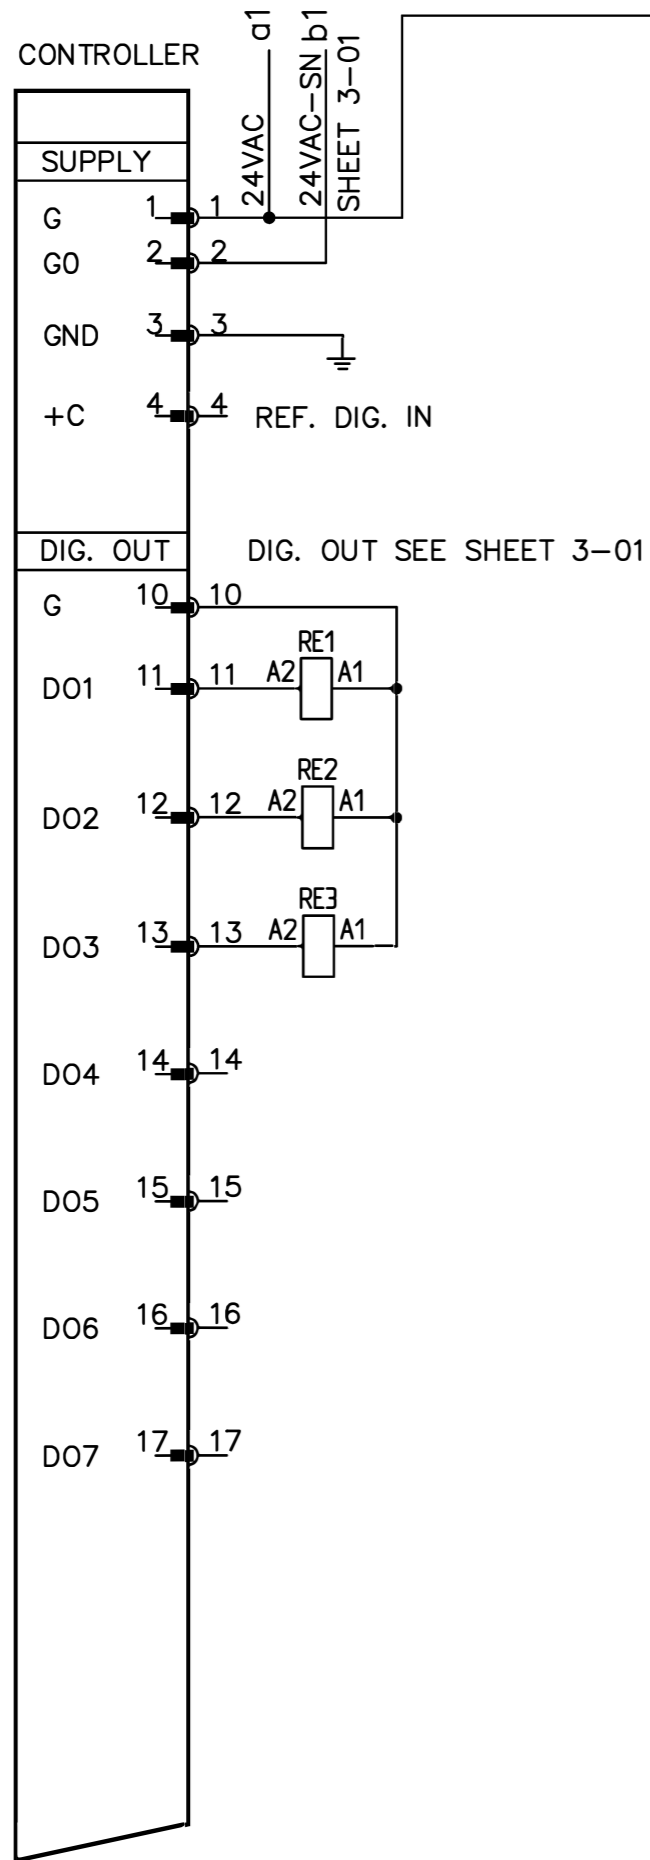 a1
b1
CONTROLLER
24VAC
24VAC-SN
SHEET 3-01
SUPPLY
G 1 1
G0 2 2
GND 3 3
+C 4 4 REF. DIG. IN
DIG. OUT DIG. OUT SEE SHEET 3-01
G 10 10
RE1
DO1 11 11 A2 A1
RE2
DO2 12 12 A2 A1
RE3
DO3 13 13 A2 A1
DO4 14 14
DO5 15 15
DO6 16 16
DO7 17 17